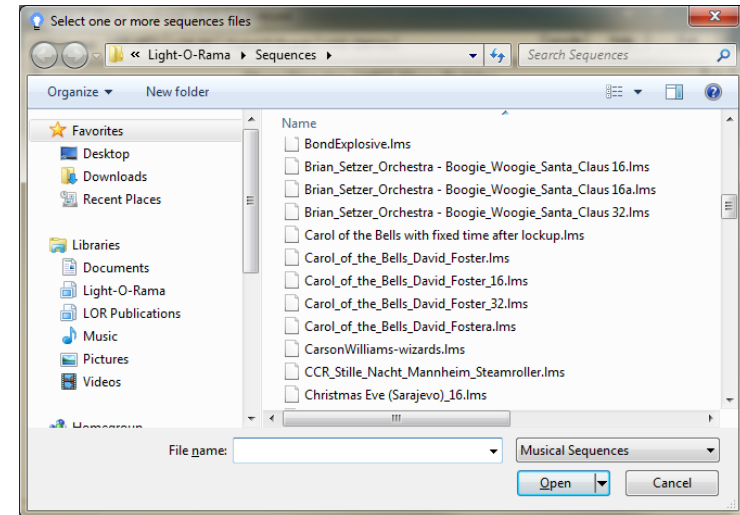 Select one or more sequences files
« Light-O-Rama Sequences
Search Sequences
Organize New folder
Favorites
Desktop
Downloads
Recent Places
Libraries
Documents
Light-O-Rama
LOR Publications
Music
Pictures
Videos
Homegroup
Name
BondExplosive.lms
Brian_Setzer_Orchestra - Boogie_Woogie_Santa_Claus 16.lms
Brian_Setzer_Orchestra - Boogie_Woogie_Santa_Claus 16a.lms
Brian_Setzer_Orchestra - Boogie_Woogie_Santa_Claus 32.lms
Carol of the Bells with fixed time after lockup.lms
Carol_of_the_Bells_David_Foster.lms
Carol_of_the_Bells_David_Foster_16.lms
Carol_of_the_Bells_David_Foster_32.lms
Carol_of_the_Bells_David_Fostera.lms
CarsonWilliams-wizards.lms
CCR_Stille_Nacht_Mannheim_Steamroller.lms
Christmas Eve (Sarajevo)_16.lms
File name:
Musical Sequences
Open
Cancel